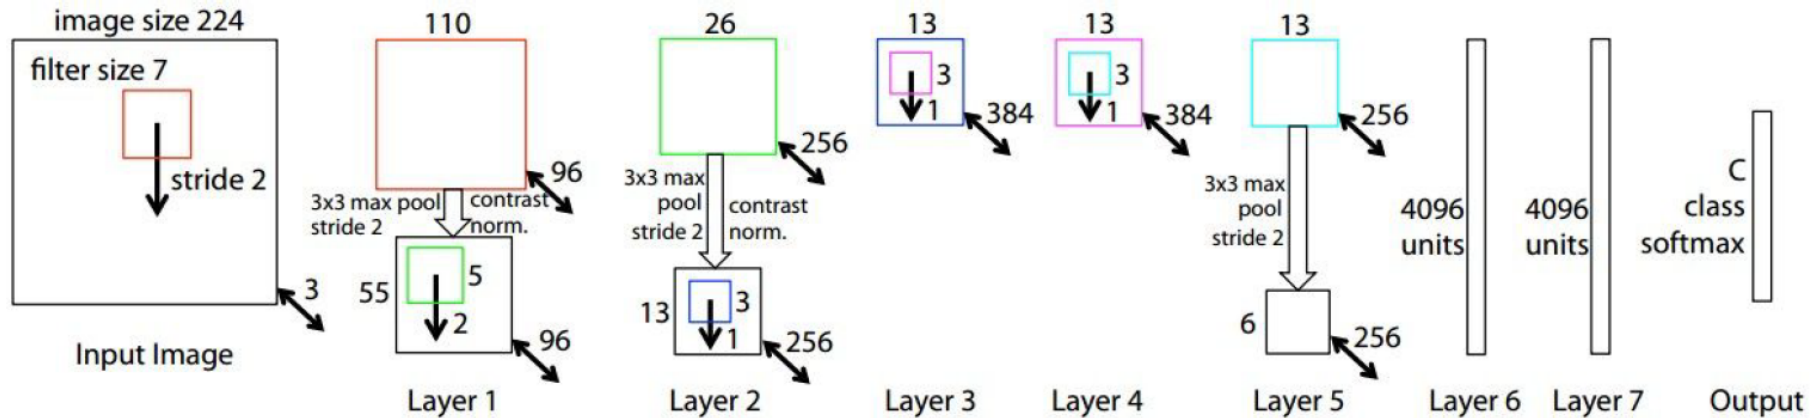 image size 224
filter size 7
stride 2
3
Input Image
110
96
3x3 max pool
stride 2
contrast
norm.
55
5
2
96
Layer 1
26
256
3x3 max
pool
stride 2
contrast
norm.
13
3
1
256
Layer 2
13
3
1
384
Layer 3
13
3
1
384
Layer 4
13
256
3x3 max
pool
stride 2
6
256
Layer 5
4096
units
Layer 6
4096
units
Layer 7
C
class
softmax
Output